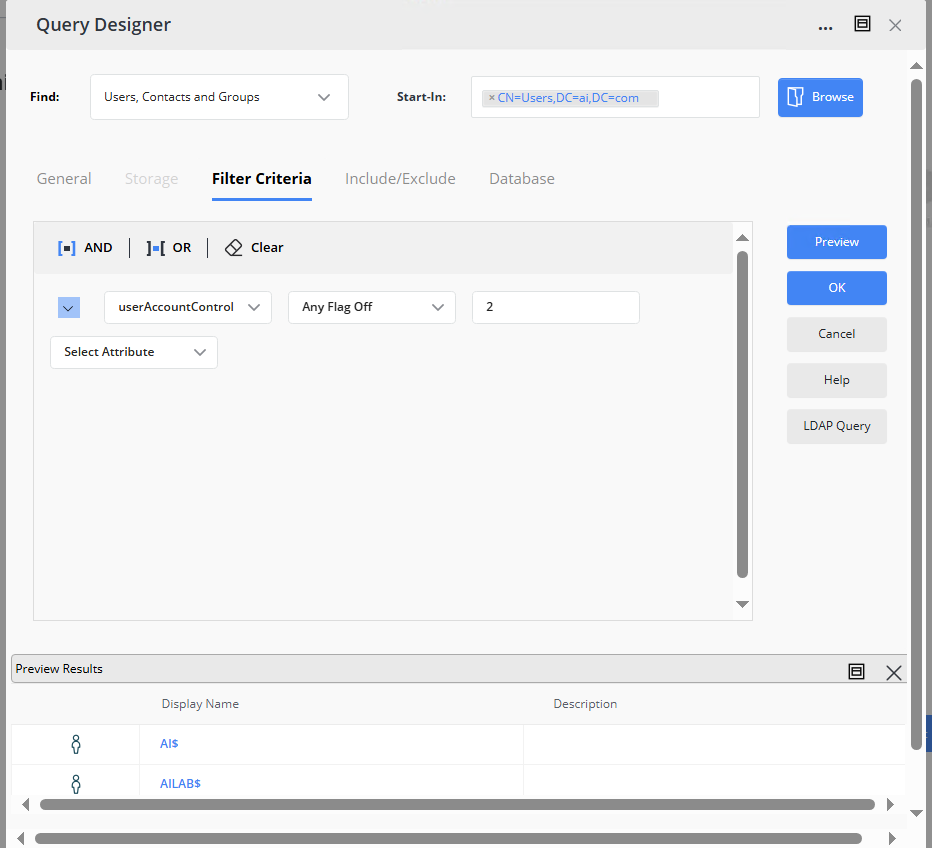 Query Designer
...
Find:
Users, Contacts and Groups
Start-In:
×CN=Users,DC=ai,DC=com
Browse
General
Storage
Filter Criteria
Include/Exclude
Database
AND
OR
Clear
Preview
userAccountControl
Any Flag Off
2
OK
Select Attribute
Cancel
Help
LDAP Query
Preview Results
Display Name
Description
AI$
AILAB$